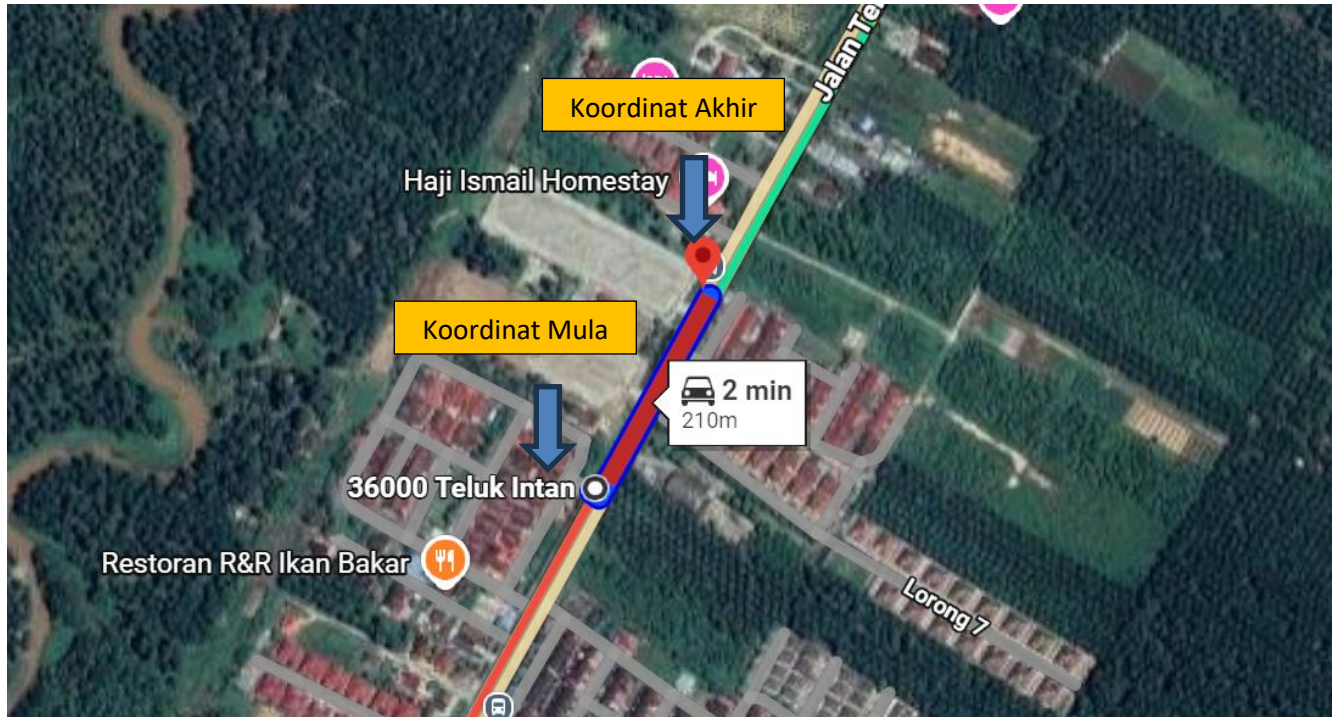 Jalan Te
Koordinat Akhir
Haji Ismail Homestay
Koordinat Mula
2 min
210m
36000 Teluk Intan
Restoran R&R Ikan Bakar
Lorong 7